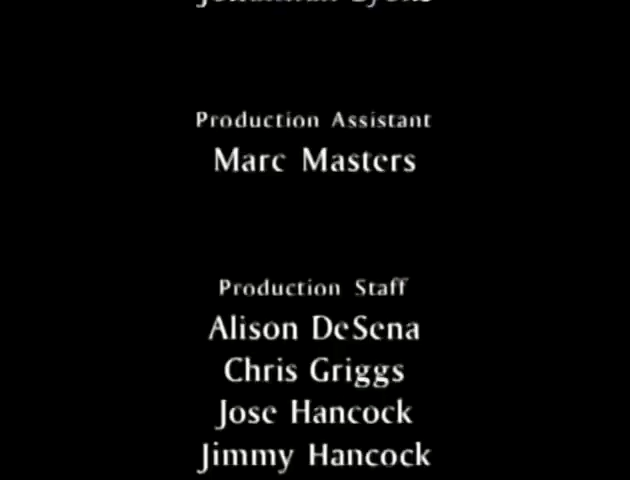 Production Assistant
Marc Masters
Production Staff
Alison DeSena
Chris Griggs
Jose Hancock
Jimmy Hancock